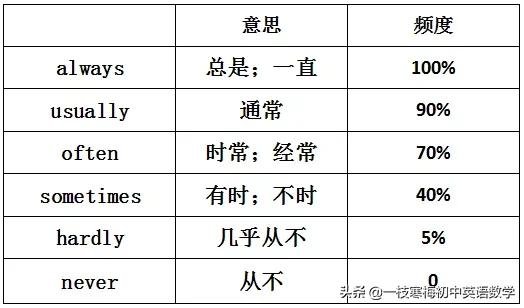 意思 频度
always 总是；一直 100%
usually 通常 90%
often 时常；经常 70%
sometimes 有时；不时 40%
hardly 几乎从不 5%
never 从不 0
头条 @一枝寒梅初中英语数学